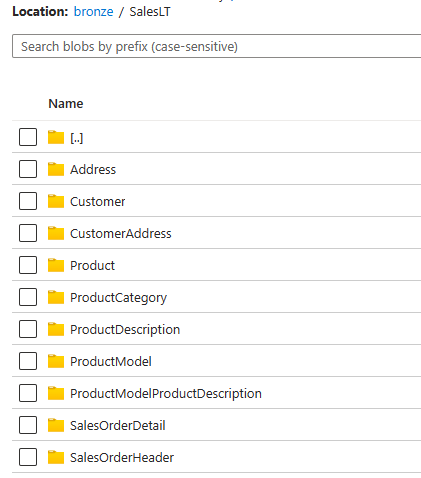 Location: bronze / SalesLT
Search blobs by prefix (case-sensitive)
Name
[..]
Address
Customer
CustomerAddress
Product
ProductCategory
ProductDescription
ProductModel
ProductModelProductDescription
SalesOrderDetail
SalesOrderHeader